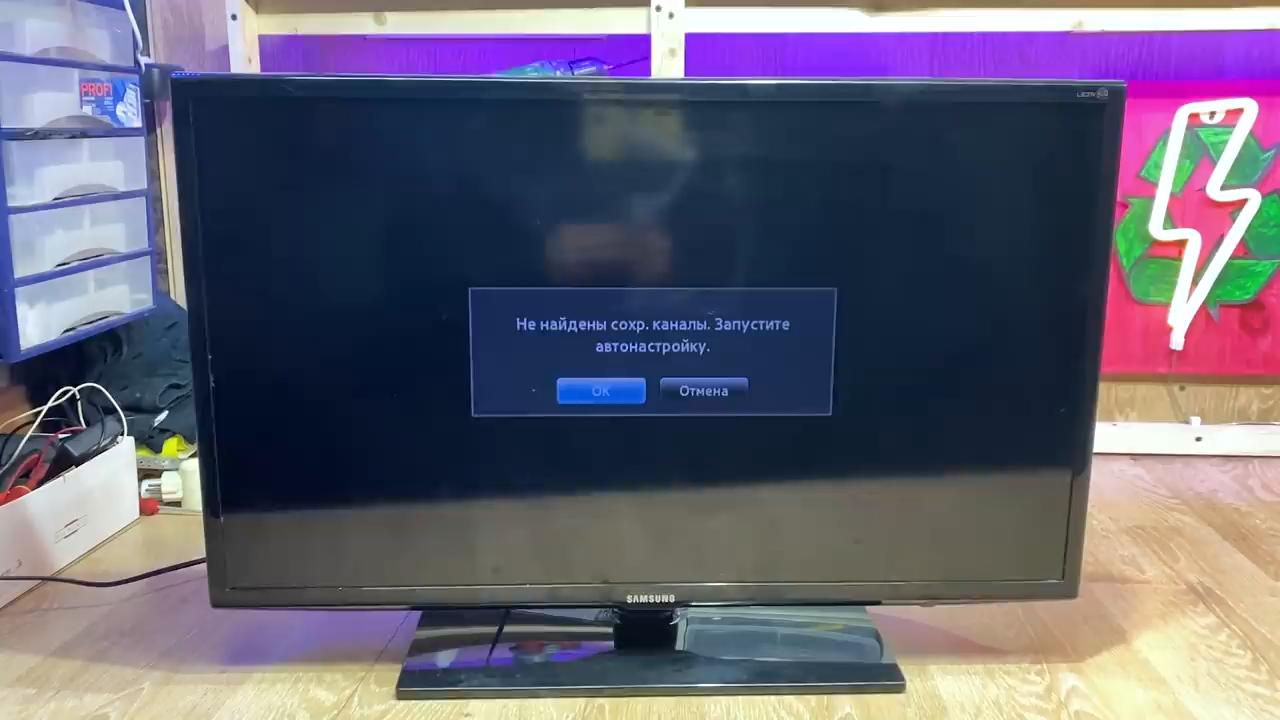 PROFI
Не найдены сохр. каналы. Запустите
автонастройку.
OK
Отмена
SAMSUNG